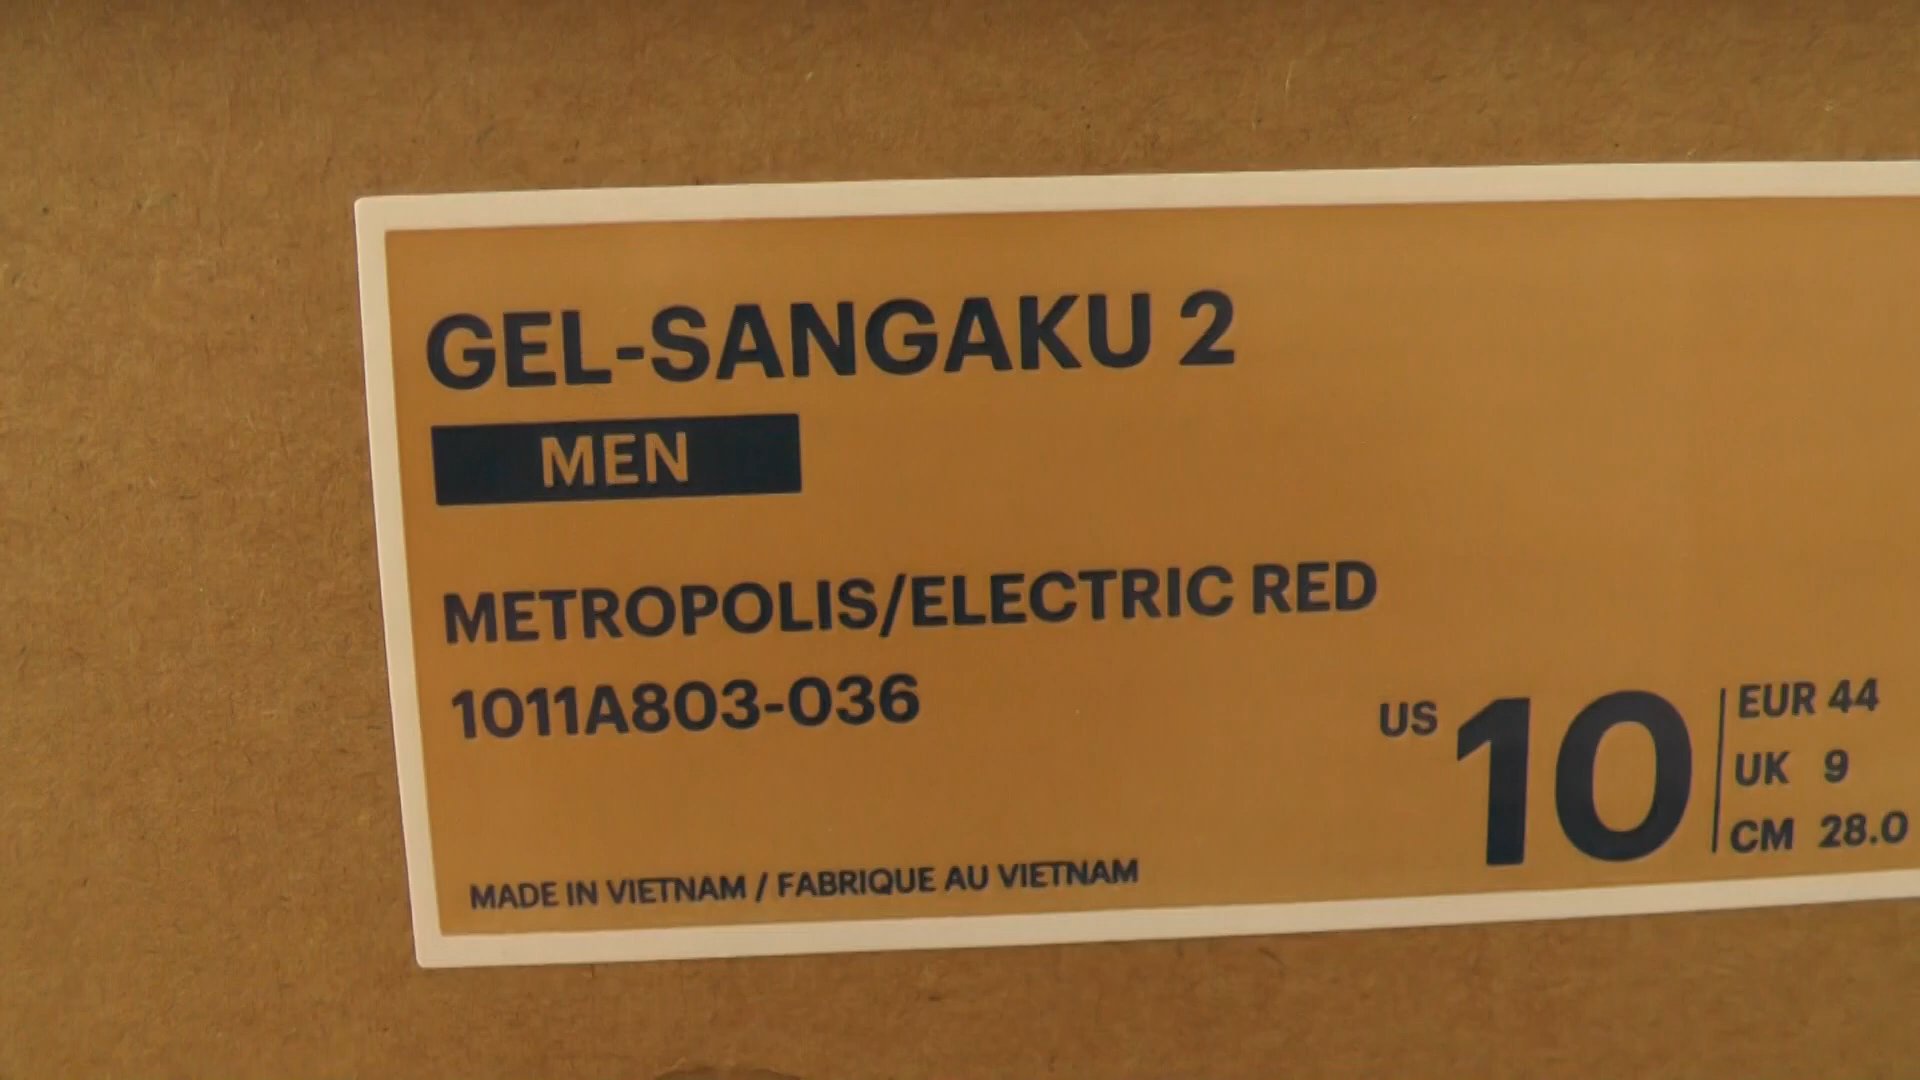 GEL-SANGAKU 2
MEN
METROPOLIS/ELECTRIC RED
1011A803-036
US 10
EUR 44
UK 9
CM 28.0
MADE IN VIETNAM / FABRIQUE AU VIETNAM